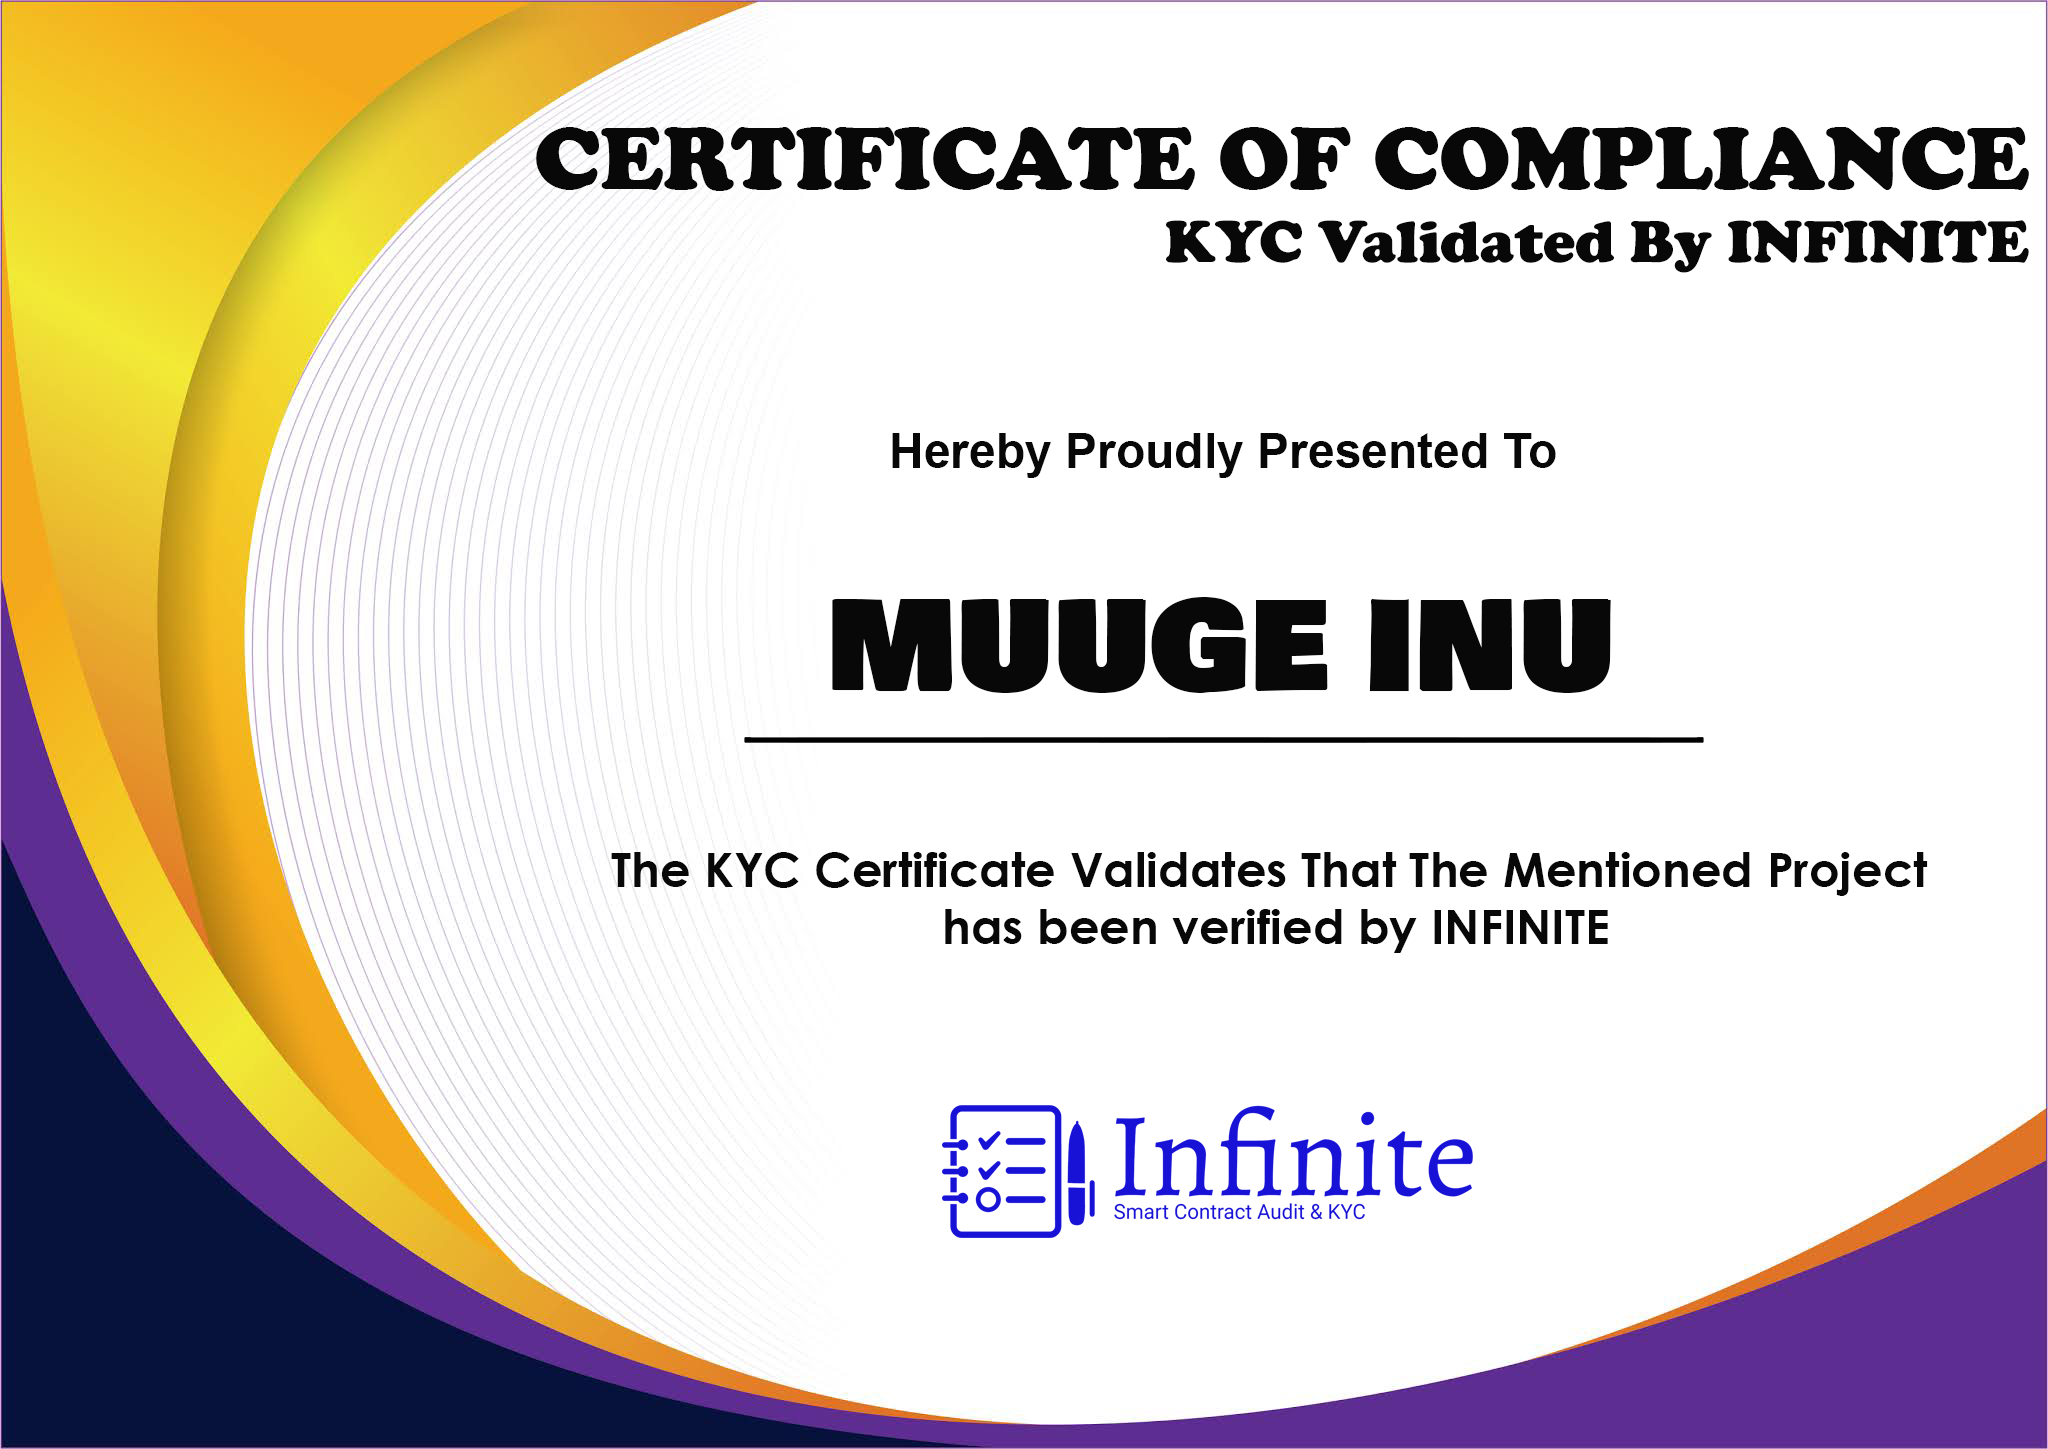 CERTIFICATE OF COMPLIANCE
KYC Validated By INFINITE
Hereby Proudly Presented To
MUUGE INU
The KYC Certificate Validates That The Mentioned Project
has been verified by INFINITE
Infinite
Smart Contract Audit & KYC